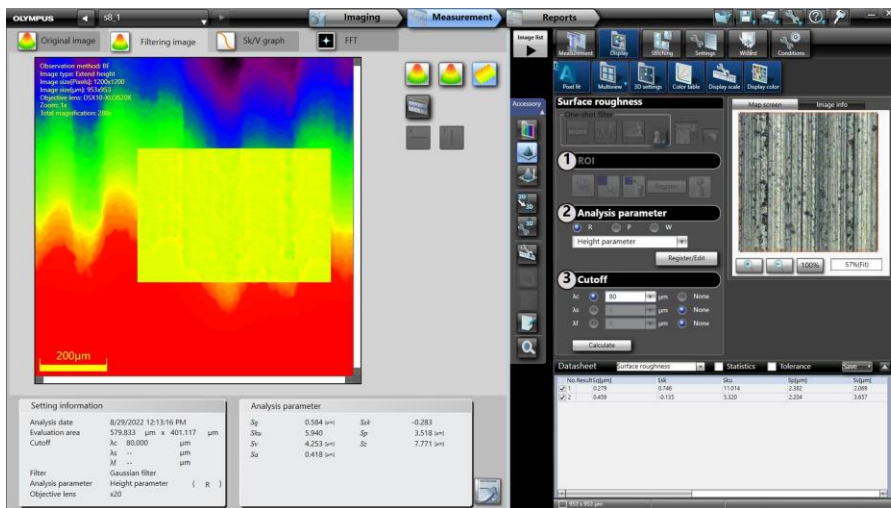 OLYMPUS
s8_1
Imaging
Measurement
Reports
Original image
Filtering image
Sk/V graph
FFT
Observation method: BF
Image type: Extend height
Image size[Pixels]: 1200x1200
Image size[μm]: 953x953
Objective lens: DSX10-XLOB20X
Zoom: 1x
Total magnification: 280x
200μm
Image list
Accessory
Measurement
Display
Stitching
Settings
Wizard
Conditions
Pixel fit
Multiview
3D settings
Color table
Display scale
Display color
Surface roughness
One-shot filter
1 ROI
Register
2 Analysis parameter
R P W
Height parameter
Register/Edit
3 Cutoff
λc 80 μm None
λs μm None
λf μm None
Calculate
Map screen
Image info
100%
57%(Fit)
Datasheet
Surface roughness
Statistics
Tolerance
Save
No Result Sq[μm] Ssk Sku Sp[μm] Sv[μm]
1 0.279 0.746 11.014 2.382 2.069
2 0.459 -0.135 5.320 2.204 3.657
953 x 953 μm
Setting information
Analysis date 8/29/2022 12:13:16 PM
Evaluation area 579.833 μm x 401.117 μm
Cutoff λc 80.000 μm
λs -- μm
λf -- μm
Filter Gaussian filter
Analysis parameter Height parameter ( R )
Objective lens x20
Analysis parameter
Sq 0.584 [μm] Ssk -0.283
Sku 5.940 Sp 3.518 [μm]
Sv 4.253 [μm] Sz 7.771 [μm]
Sa 0.418 [μm]